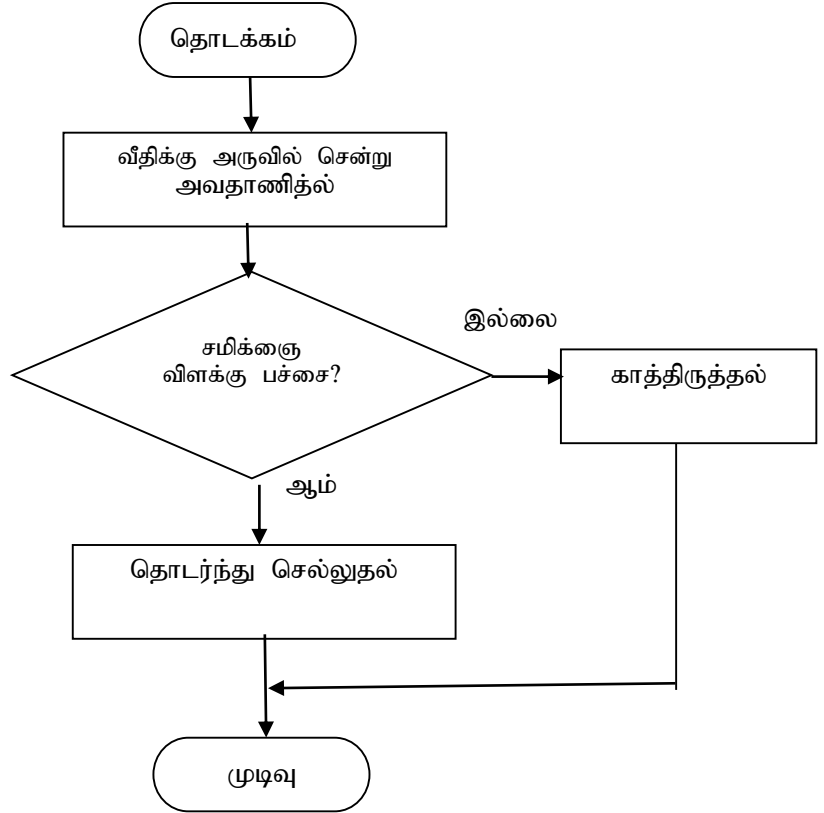 தொடக்கம்
வீதிக்கு அருவில் சென்று
அவதாணித்ல்
சமிக்ஞை
விளக்கு பச்சை?
இல்லை
காத்திருத்தல்
ஆம்
தொடர்ந்து செல்லுதல்
முடிவு